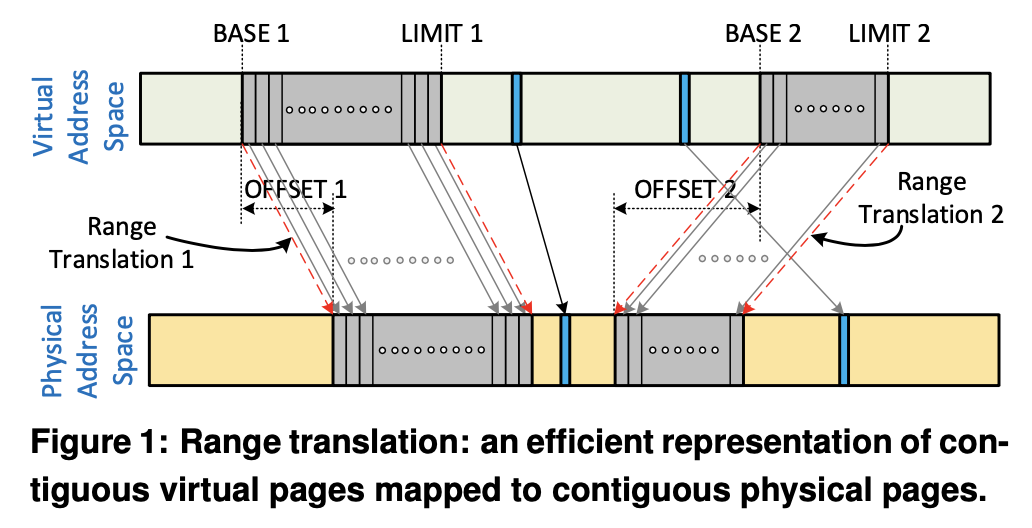 BASE 1
LIMIT 1
BASE 2
LIMIT 2
Virtual
Address
Space
OFFSET 1
OFFSET 2
Range
Translation 1
Range
Translation 2
Physical
Address
Space
Figure 1: Range translation: an efficient representation of con-
tiguous virtual pages mapped to contiguous physical pages.